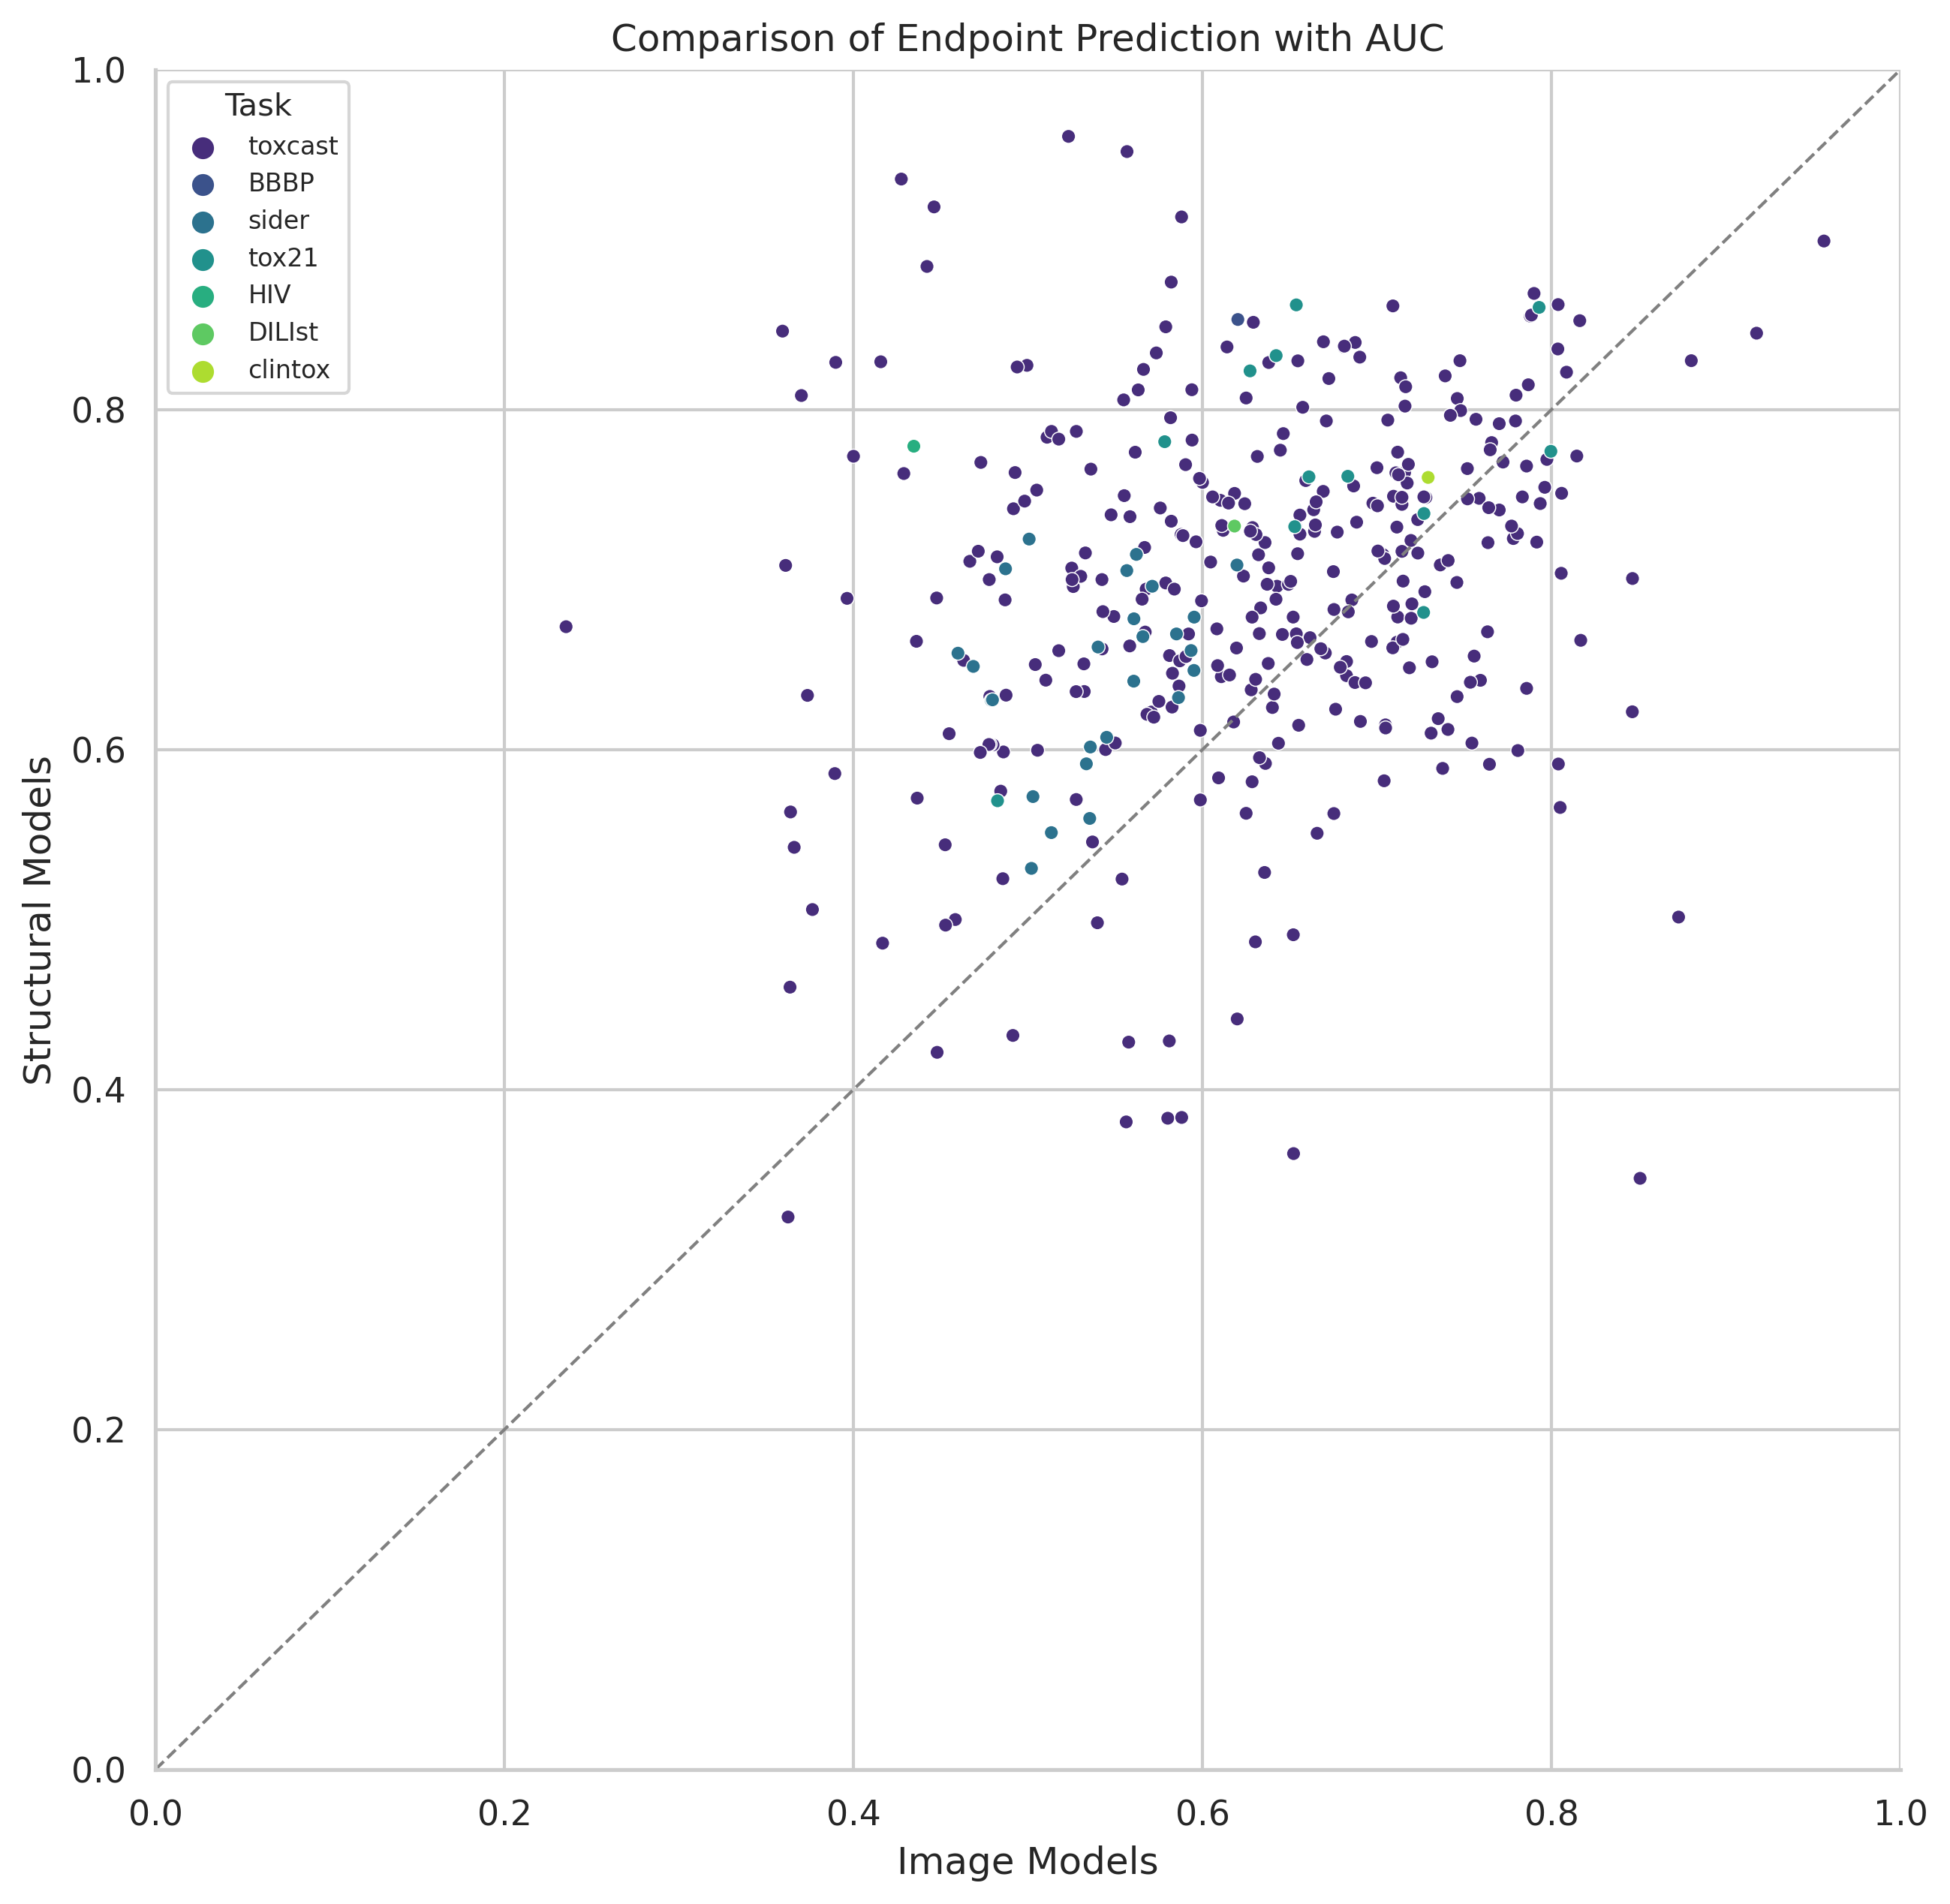 Comparison of Endpoint Prediction with AUC
1.0
0.8
0.6
0.4
0.2
0.0
Structural Models
Task
toxcast
BBBP
sider
tox21
HIV
DILIst
clintox
0.0 0.2 0.4 0.6 0.8 1.0
Image Models